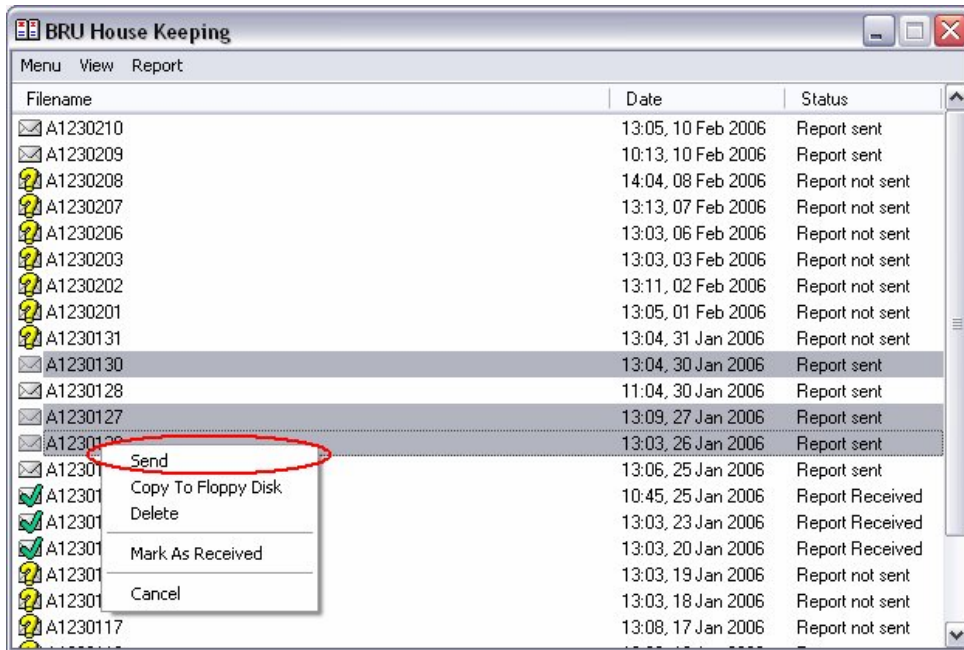 BRU House Keeping
Menu View Report
Filename Date Status
A1230210 13:05, 10 Feb 2006 Report sent
A1230209 10:13, 10 Feb 2006 Report sent
A1230208 14:04, 08 Feb 2006 Report not sent
A1230207 13:13, 07 Feb 2006 Report not sent
A1230206 13:03, 06 Feb 2006 Report not sent
A1230203 13:03, 03 Feb 2006 Report not sent
A1230202 13:11, 02 Feb 2006 Report not sent
A1230201 13:05, 01 Feb 2006 Report not sent
A1230131 13:04, 31 Jan 2006 Report not sent
A1230130 13:04, 30 Jan 2006 Report sent
A1230128 11:04, 30 Jan 2006 Report sent
A1230127 13:09, 27 Jan 2006 Report sent
13:03, 26 Jan 2006 Report sent
A12301 13:06, 25 Jan 2006 Report sent
A12301 10:45, 25 Jan 2006 Report Received
A12301 13:03, 23 Jan 2006 Report Received
A12301 13:03, 20 Jan 2006 Report Received
A12301 13:03, 19 Jan 2006 Report not sent
A12301 13:03, 18 Jan 2006 Report not sent
A1230117 13:08, 17 Jan 2006 Report not sent
Send
Copy To Floppy Disk
Delete
Mark As Received
Cancel